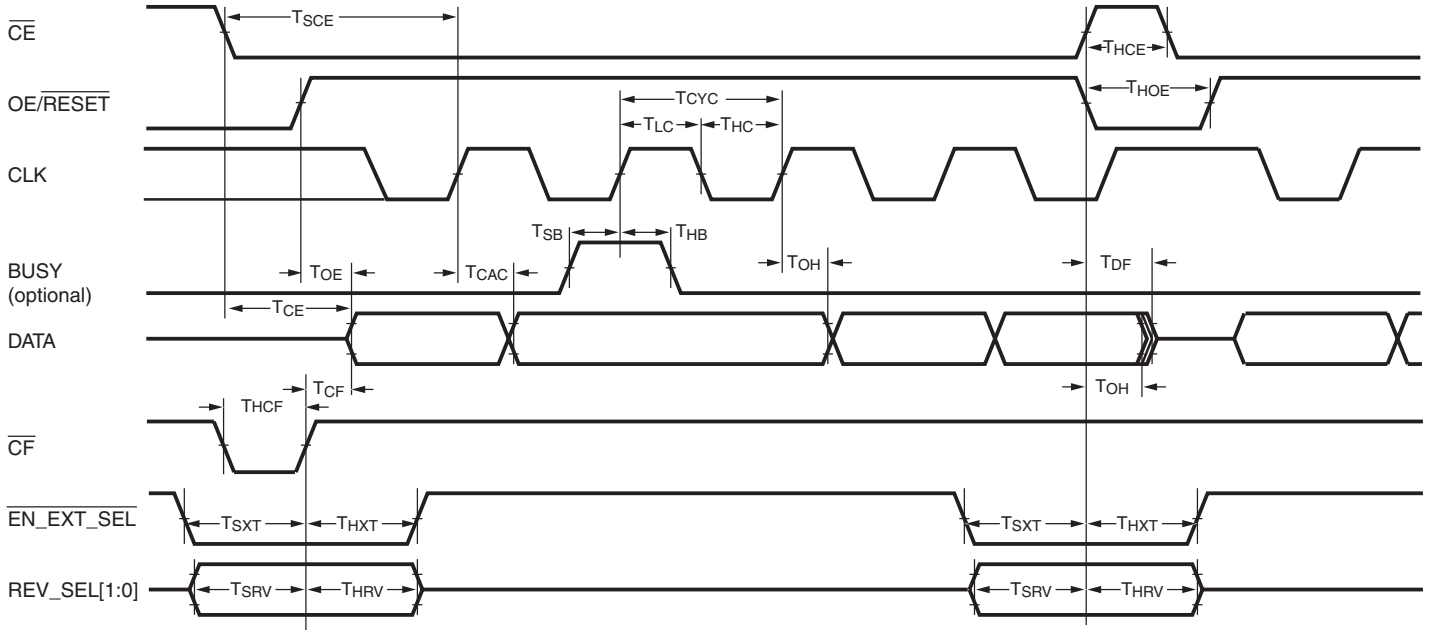 CE
TSCE
THCE
OE/RESET
THOE
TCYC
TLC
THC
CLK
TSB
THB
BUSY
(optional)
TOE
TCAC
TOH
TDF
TCE
DATA
TCF
TOH
THCF
CF
EN_EXT_SEL
TSXT
THXT
TSXT
THXT
REV_SEL[1:0]
TSRV
THRV
TSRV
THRV